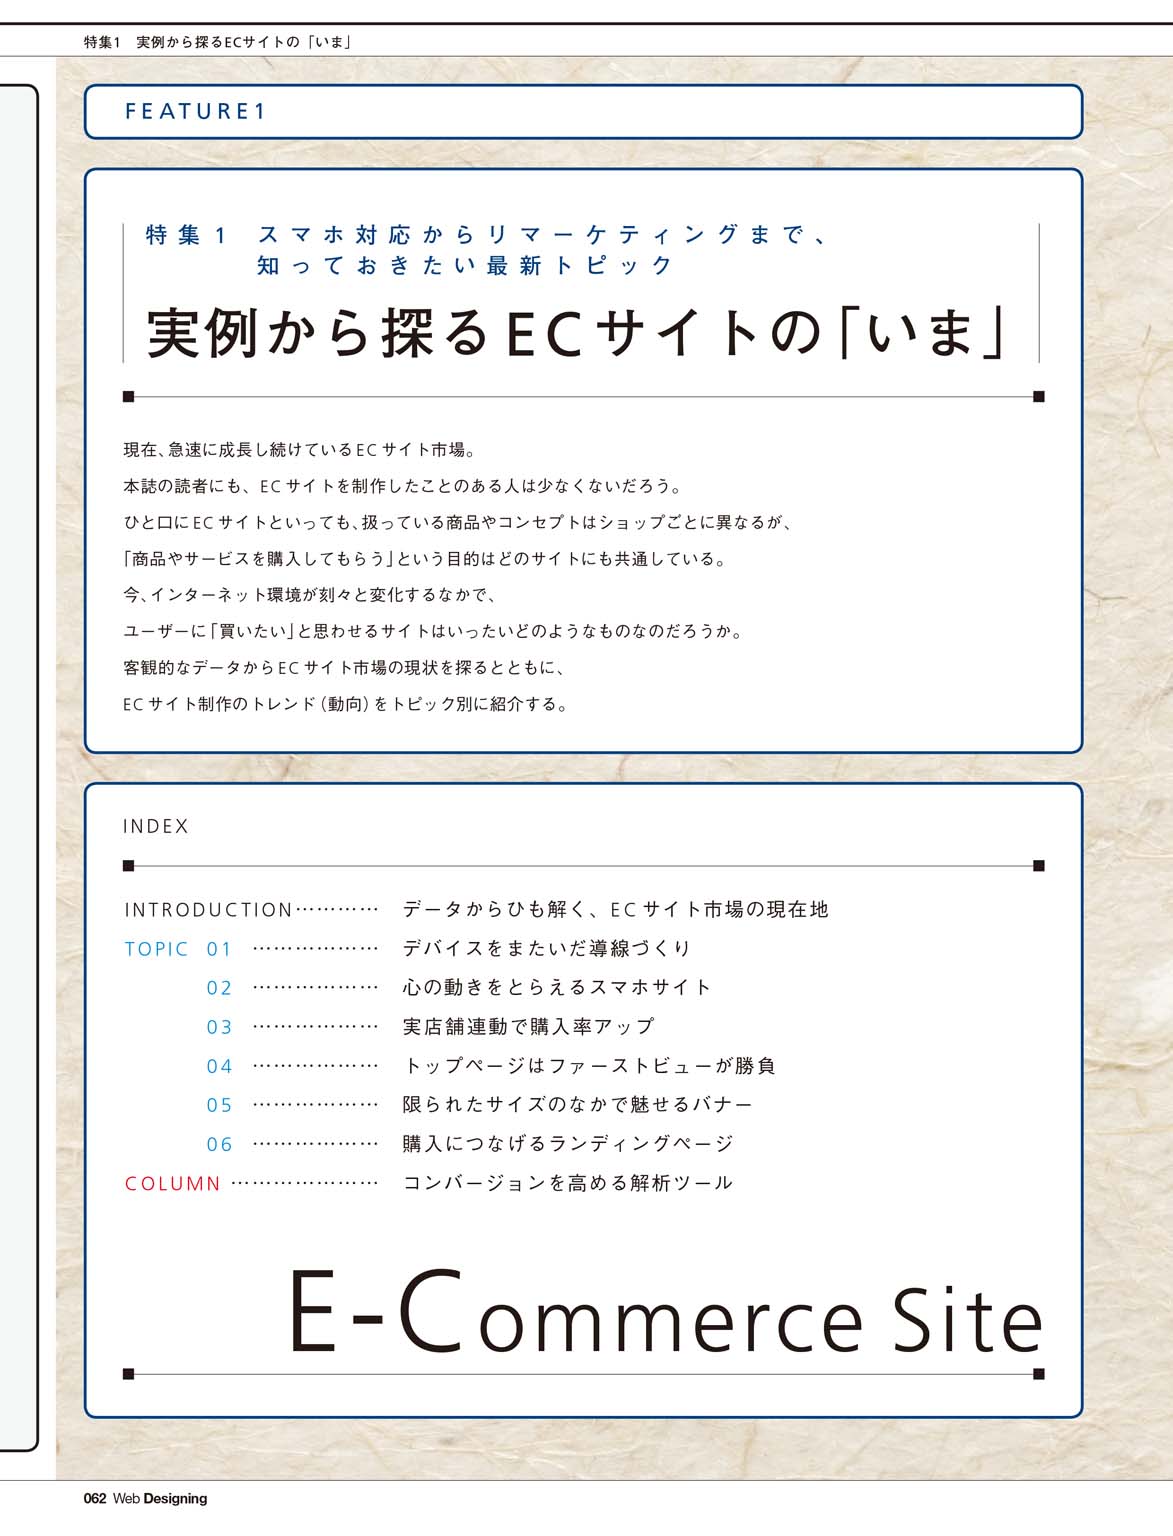 特集1　実例から探るECサイトの「いま」
FEATURE1
特集1　スマホ対応からリマーケティングまで、
知っておきたい最新トピック
実例から探るECサイトの「いま」
現在、急速に成長し続けているECサイト市場。
本誌の読者にも、ECサイトを制作したことのある人は少なくないだろう。
ひと口にECサイトといっても、扱っている商品やコンセプトはショップごとに異なるが、
「商品やサービスを購入してもらう」という目的はどのサイトにも共通している。
今、インターネット環境が刻々と変化するなかで、
ユーザーに「買いたい」と思わせるサイトはいったいどのようなものなのだろうか。
客観的なデータからECサイト市場の現状を探るとともに、
ECサイト制作のトレンド（動向）をトピック別に紹介する。
INDEX
INTRODUCTION………… データからひも解く、ECサイト市場の現在地
TOPIC 01 ……………… デバイスをまたいだ導線づくり
02 ……………… 心の動きをとらえるスマホサイト
03 ……………… 実店舗連動で購入率アップ
04 ……………… トップページはファーストビューが勝負
05 ……………… 限られたサイズのなかで魅せるバナー
06 ……………… 購入につなげるランディングページ
COLUMN ………………… コンバージョンを高める解析ツール
E-Commerce Site
062 Web Designing